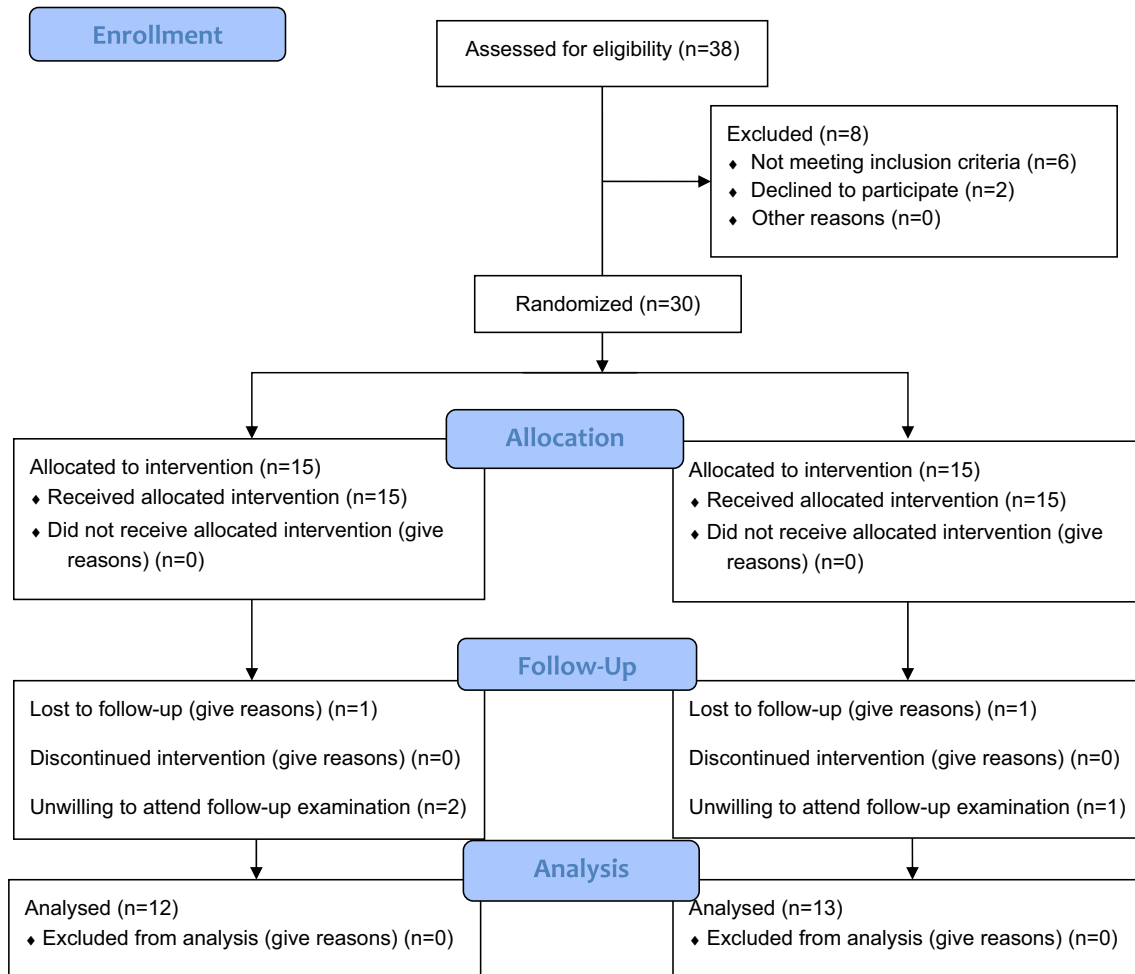 Enrollment
Assessed for eligibility (n=38)
Excluded (n=8)
♦ Not meeting inclusion criteria (n=6)
♦ Declined to participate (n=2)
♦ Other reasons (n=0)
Randomized (n=30)
Allocation
Allocated to intervention (n=15)
♦ Received allocated intervention (n=15)
♦ Did not receive allocated intervention (give
reasons) (n=0)
Allocated to intervention (n=15)
♦ Received allocated intervention (n=15)
♦ Did not receive allocated intervention (give
reasons) (n=0)
Follow-Up
Lost to follow-up (give reasons) (n=1)
Discontinued intervention (give reasons) (n=0)
Unwilling to attend follow-up examination (n=2)
Lost to follow-up (give reasons) (n=1)
Discontinued intervention (give reasons) (n=0)
Unwilling to attend follow-up examination (n=1)
Analysis
Analysed (n=12)
♦ Excluded from analysis (give reasons) (n=0)
Analysed (n=13)
♦ Excluded from analysis (give reasons) (n=0)